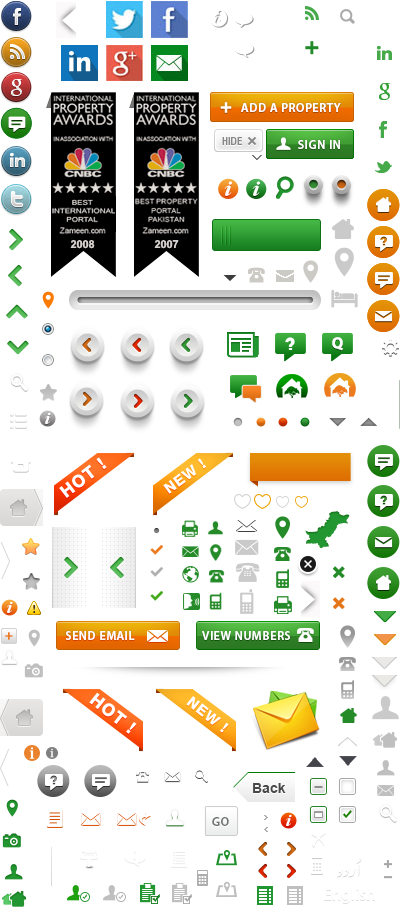 INTERNATIONAL
PROPERTY
AWARDS
IN ASSOCIATION WITH
CNBC
BEST
INTERNATIONAL
PORTAL
Zameen.com
2008
INTERNATIONAL
PROPERTY
AWARDS
IN ASSOCIATION WITH
CNBC
BEST PROPERTY
PORTAL
PAKISTAN
Zameen.com
2007
ADD A PROPERTY
HIDE
SIGN IN
HOT !
NEW !
SEND EMAIL
VIEW NUMBERS
HOT !
NEW !
Back
GO
اردو
English